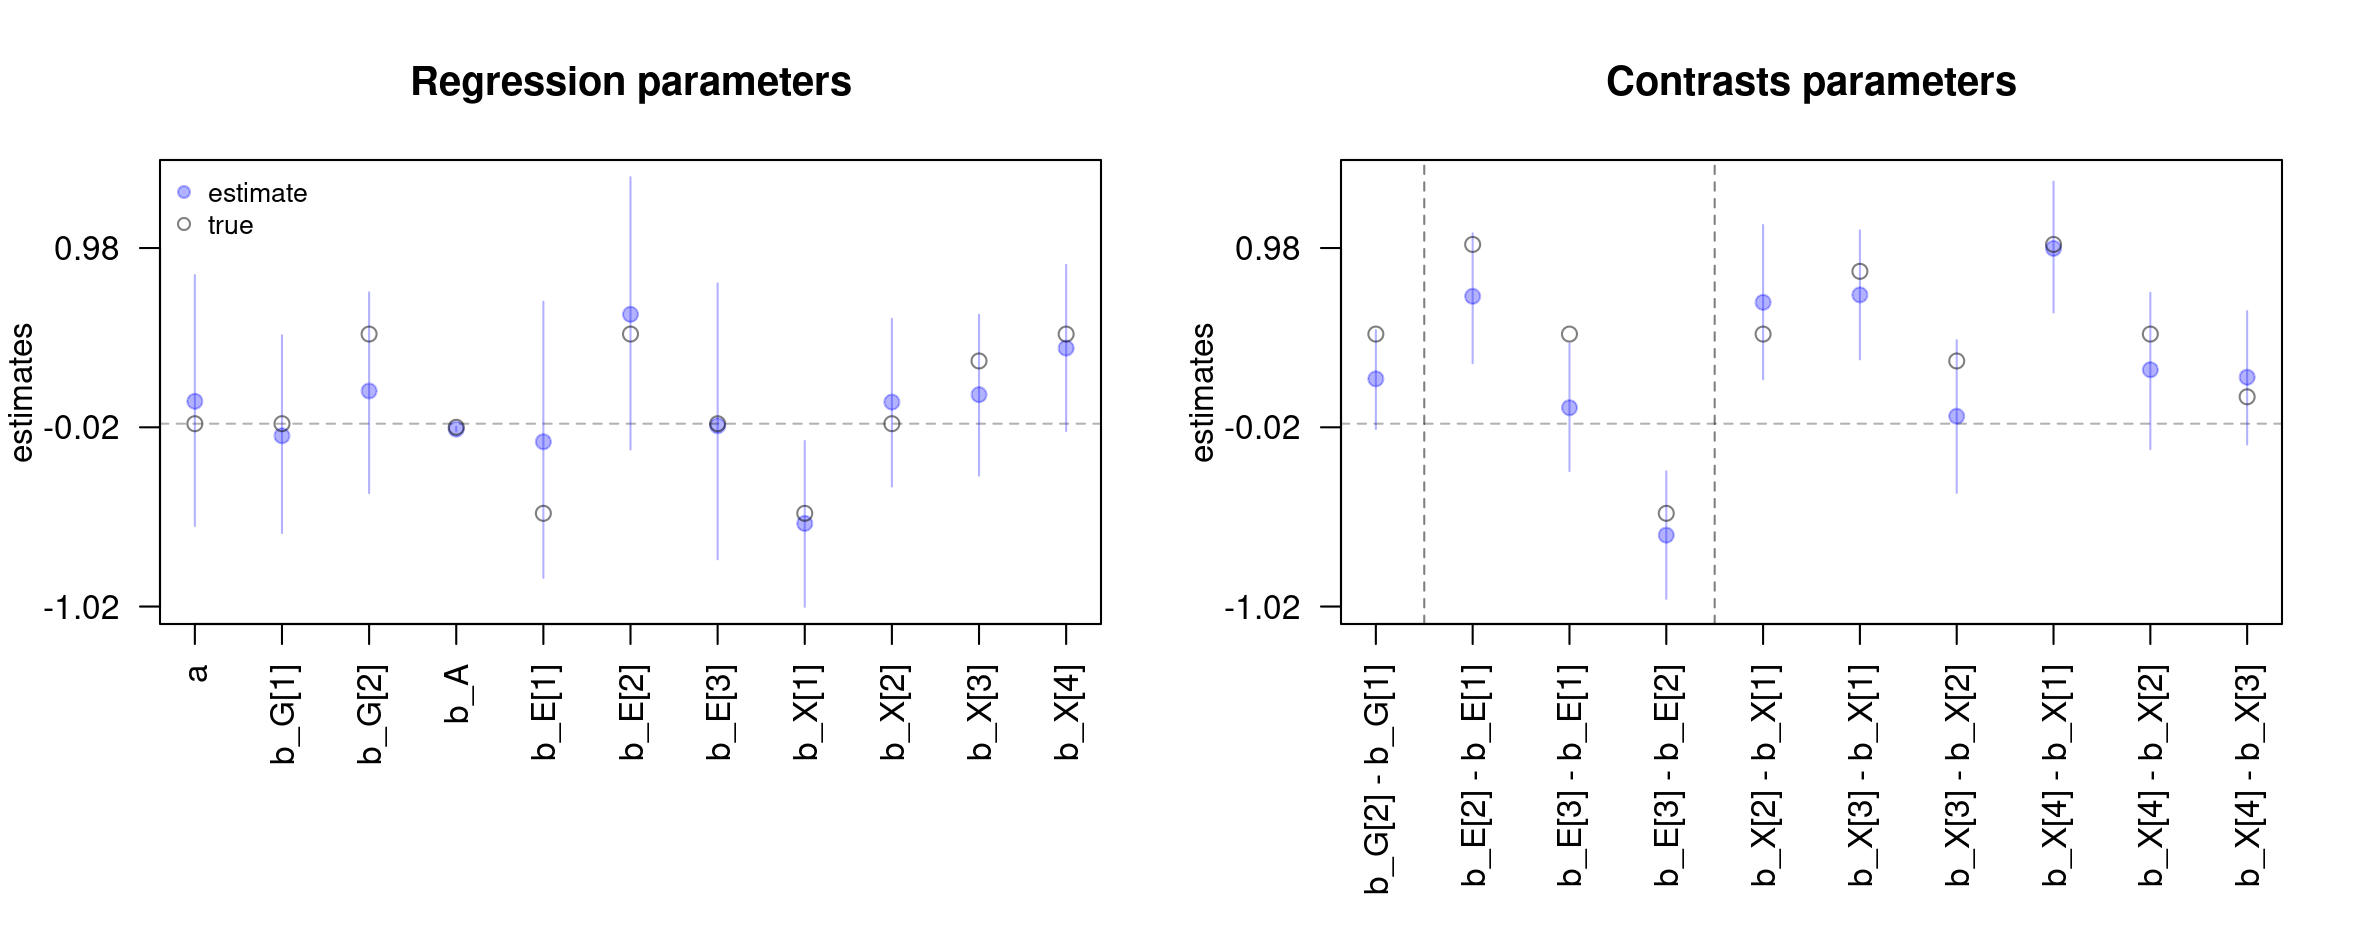 Regression parameters
estimate
true
0.98
-0.02
-1.02
estimates
a
b_G[1]
b_G[2]
b_A
b_E[1]
b_E[2]
b_E[3]
b_X[1]
b_X[2]
b_X[3]
b_X[4]
Contrasts parameters
0.98
-0.02
-1.02
estimates
b_G[2] - b_G[1]
b_E[2] - b_E[1]
b_E[3] - b_E[1]
b_E[3] - b_E[2]
b_X[2] - b_X[1]
b_X[3] - b_X[1]
b_X[3] - b_X[2]
b_X[4] - b_X[1]
b_X[4] - b_X[2]
b_X[4] - b_X[3]